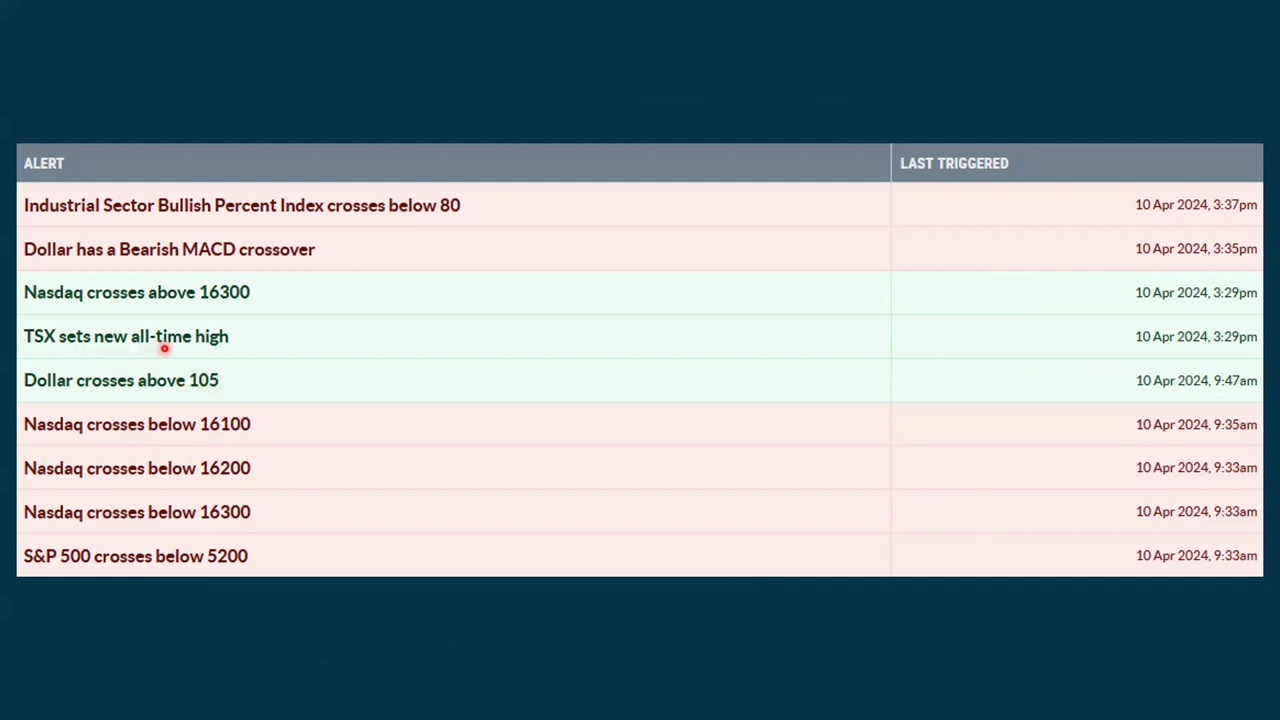 ALERT LAST TRIGGERED
Industrial Sector Bullish Percent Index crosses below 80 10 Apr 2024, 3:37pm
Dollar has a Bearish MACD crossover 10 Apr 2024, 3:35pm
Nasdaq crosses above 16300 10 Apr 2024, 3:29pm
TSX sets new all-time high 10 Apr 2024, 3:29pm
Dollar crosses above 105 10 Apr 2024, 9:47am
Nasdaq crosses below 16100 10 Apr 2024, 9:35am
Nasdaq crosses below 16200 10 Apr 2024, 9:33am
Nasdaq crosses below 16300 10 Apr 2024, 9:33am
S&P 500 crosses below 5200 10 Apr 2024, 9:33am